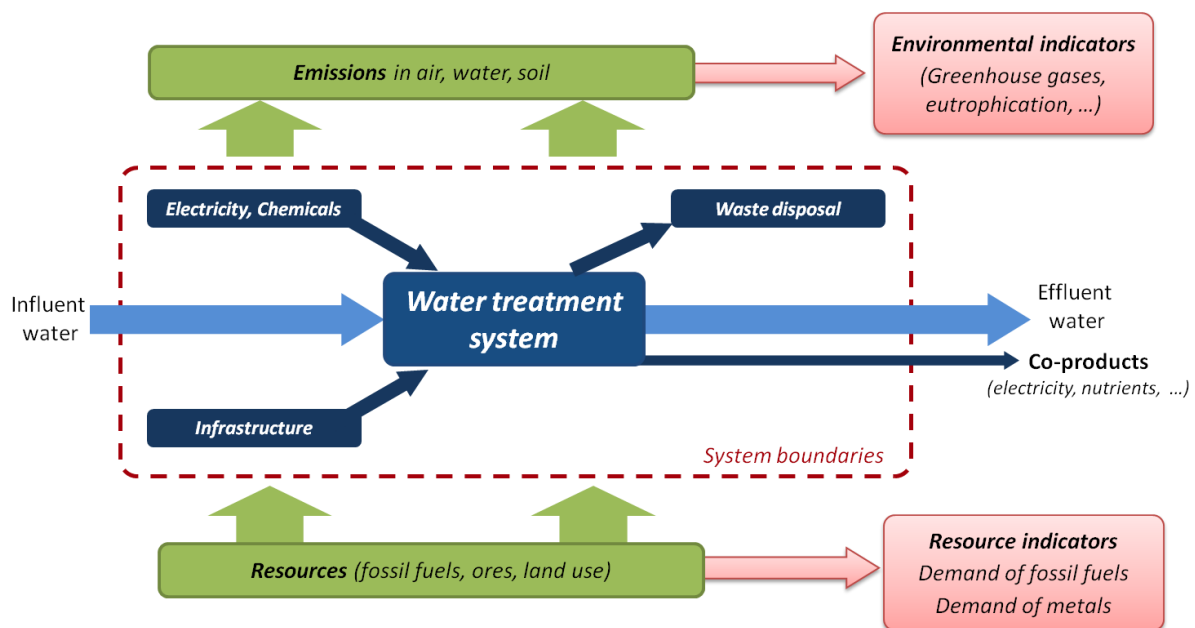 Emissions in air, water, soil
Environmental indicators
(Greenhouse gases,
eutrophication, ...)
Electricity, Chemicals
Waste disposal
Influent
water
Water treatment
system
Effluent
water
Co-products
(electricity, nutrients, ...)
Infrastructure
System boundaries
Resources (fossil fuels, ores, land use)
Resource indicators
Demand of fossil fuels
Demand of metals